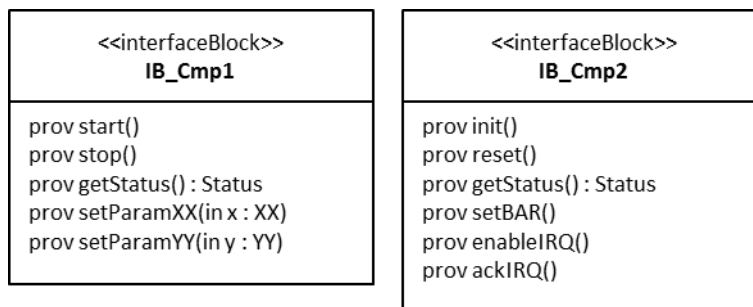 <<interfaceBlock>>
IB_Cmp1
prov start()
prov stop()
prov getStatus() : Status
prov setParamXX(in x : XX)
prov setParamYY(in y : YY)
<<interfaceBlock>>
IB_Cmp2
prov init()
prov reset()
prov getStatus() : Status
prov setBAR()
prov enableIRQ()
prov ackIRQ()